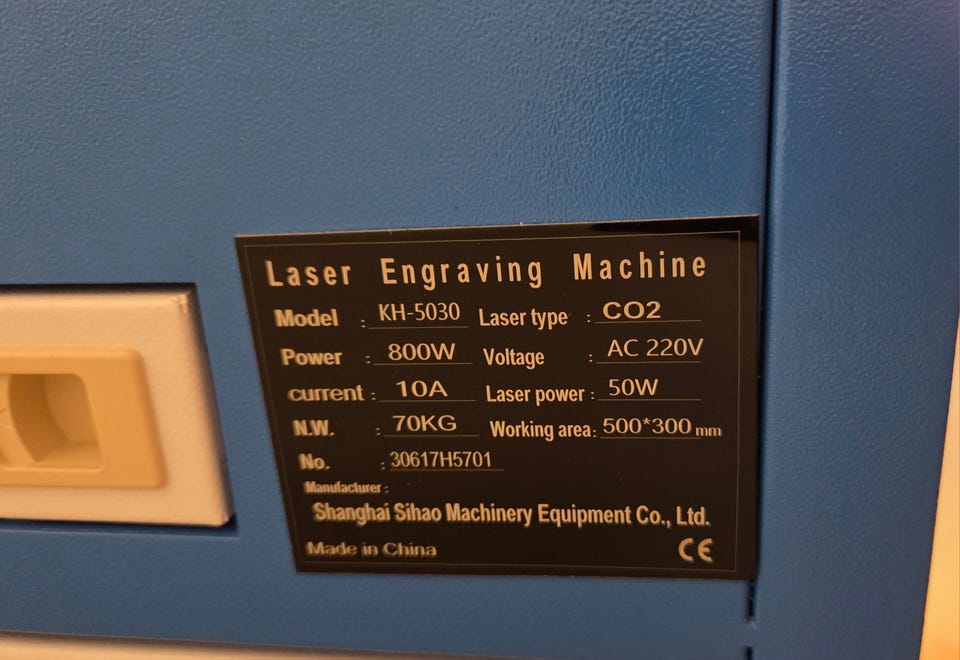 Laser Engraving Machine
Model : KH-5030 Laser type : CO2
Power : 800W Voltage : AC 220V
current : 10A Laser power : 50W
N.W. : 70KG Working area: 500*300 mm
No. : 30617H5701
Manufacturer :
Shanghai Sihao Machinery Equipment Co., Ltd.
Made in China CE